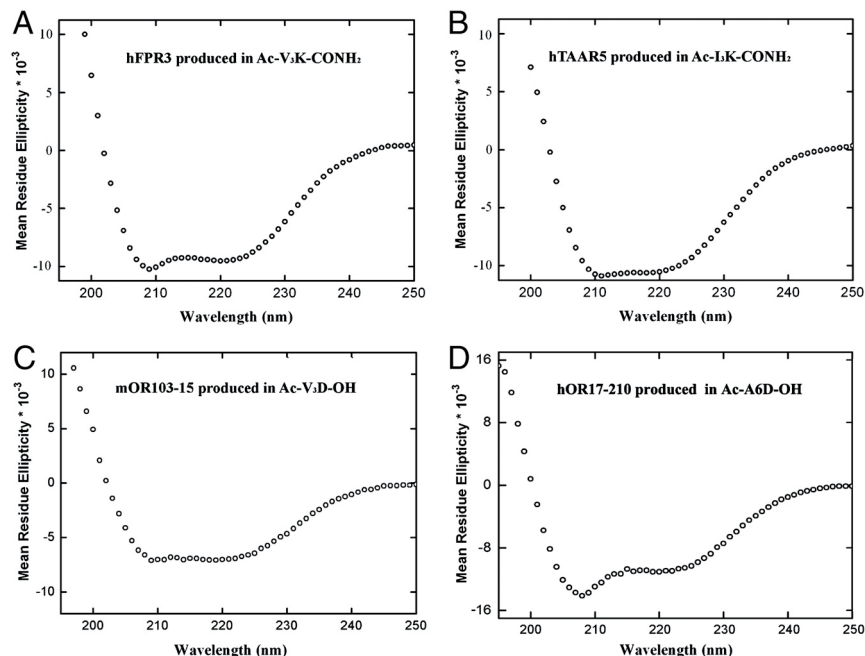 A
hFPR3 produced in Ac-V₃K-CONH₂
Mean Residue Ellipticity * 10⁻³
10
5
0
-5
-10
200 210 220 230 240 250
Wavelength (nm)
B
hTAAR5 produced in Ac-I₃K-CONH₂
Mean Residue Ellipticity * 10⁻³
10
5
0
-5
-10
200 210 220 230 240 250
Wavelength (nm)
C
mOR103-15 produced in Ac-V₃D-OH
Mean Residue Ellipticity * 10⁻³
10
5
0
-5
-10
200 210 220 230 240 250
Wavelength (nm)
D
hOR17-210 produced in Ac-A6D-OH
Mean Residue Ellipticity * 10⁻³
16
8
0
-8
-16
200 210 220 230 240 250
Wavelength (nm)